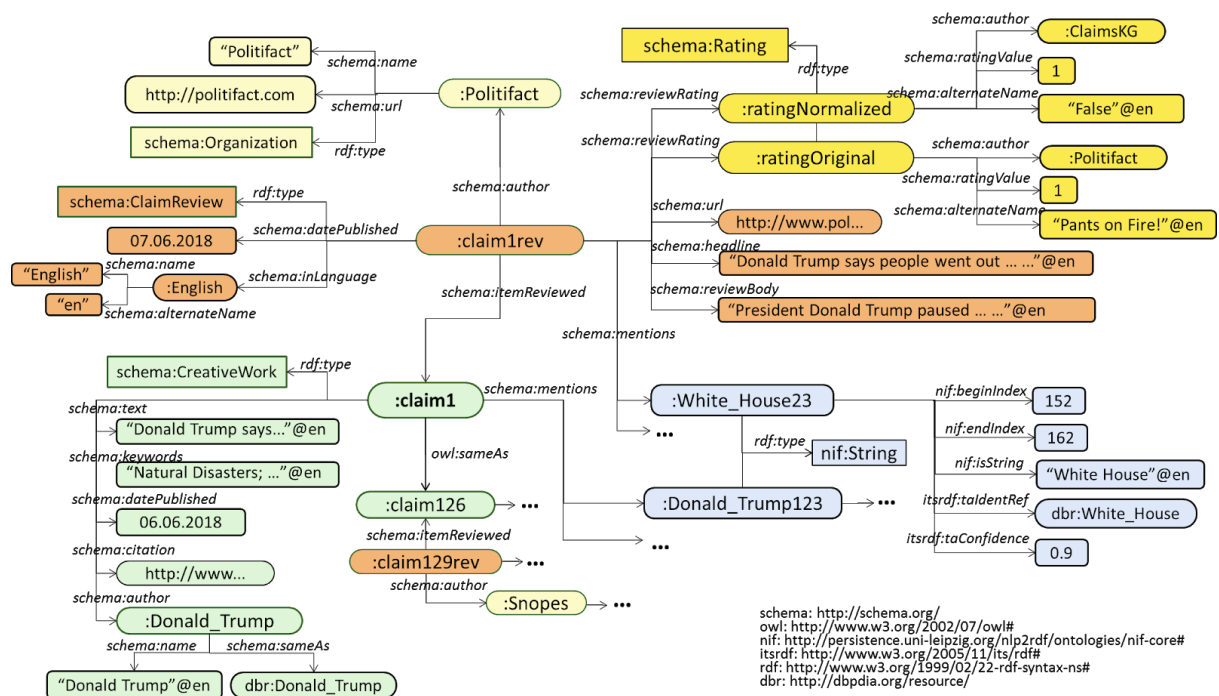 "Politifact"
schema:name
http://politifact.com
schema:url
schema:Organization
rdf:type
:Politifact
schema:author
schema:Rating
rdf:type
schema:reviewRating
:ratingNormalized
schema:author
:ClaimsKG
schema:ratingValue
1
schema:alternateName
"False"@en
schema:reviewRating
:ratingOriginal
schema:author
:Politifact
schema:ratingValue
1
schema:alternateName
"Pants on Fire!"@en
rdf:type
schema:ClaimReview
schema:datePublished
07.06.2018
:claim1rev
schema:name
"English"
:English
schema:inLanguage
"en"
schema:alternateName
schema:url
http://www.pol...
schema:headline
"Donald Trump says people went out ... ..."@en
schema:reviewBody
"President Donald Trump paused ... ..."@en
schema:itemReviewed
schema:mentions
rdf:type
schema:CreativeWork
:claim1
schema:mentions
schema:text
"Donald Trump says..."@en
schema:keywords
"Natural Disasters; ..."@en
schema:datePublished
06.06.2018
schema:citation
http://www...
schema:author
:Donald_Trump
schema:name
schema:sameAs
"Donald Trump"@en
dbr:Donald_Trump
owl:sameAs
:claim126
...
schema:itemReviewed
:claim129rev
...
schema:author
:Snopes
...
:White_House23
...
rdf:type
nif:String
:Donald_Trump123
...
...
nif:beginIndex
152
nif:endIndex
162
nif:isString
"White House"@en
itsrdf:taIdentRef
dbr:White_House
itsrdf:taConfidence
0.9
schema: http://schema.org/
owl: http://www.w3.org/2002/07/owl#
nif: http://persistence.uni-leipzig.org/nlp2rdf/ontologies/nif-core#
itsrdf: http://www.w3.org/2005/11/its/rdf#
rdf: http://www.w3.org/1999/02/22-rdf-syntax-ns#
dbr: http://dbpdia.org/resource/